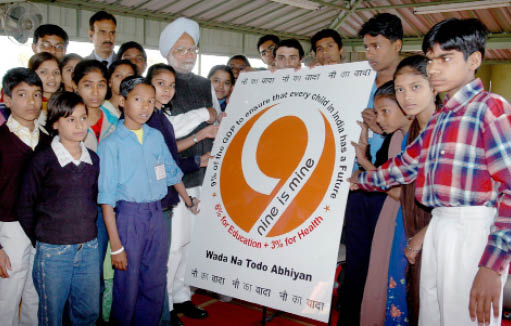 नौ का वादा नौ का वादा नौ का वादा
9% of the GDP to ensure that every child in India has a Future
nine is mine
6% for Education + 3% for Health
Wada Na Todo Abhiyan
नौ का वादा नौ का वादा नौ का वादा